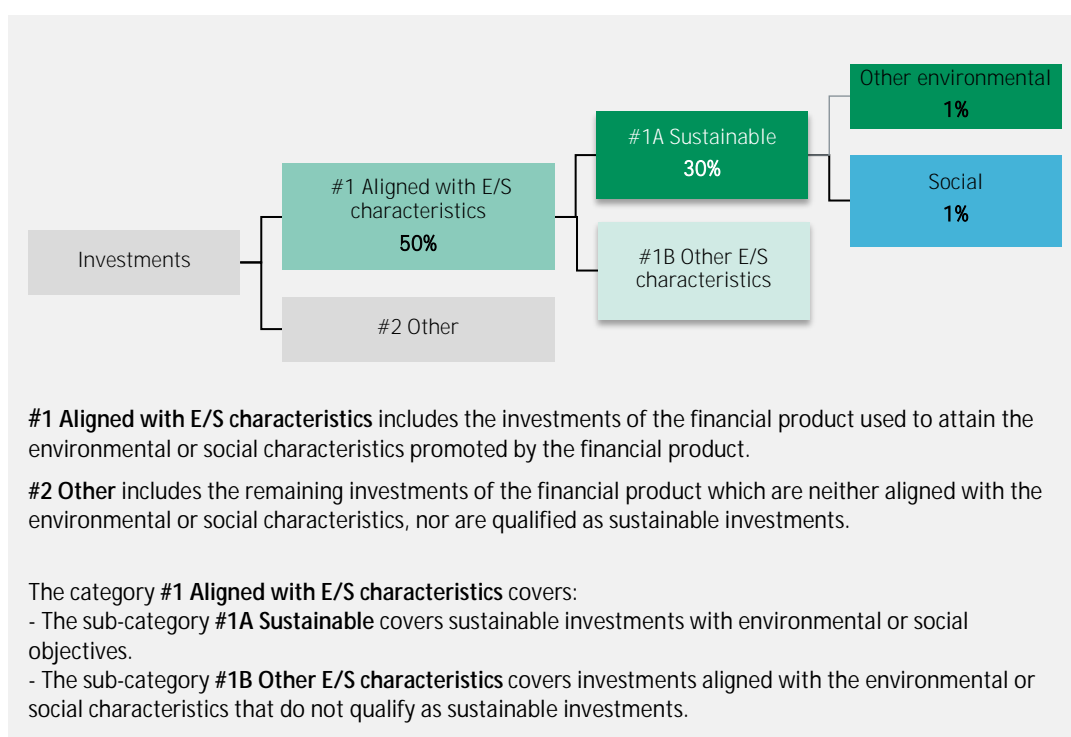 Other environmental
1%
#1A Sustainable
30%
#1 Aligned with E/S
characteristics
50%
Social
1%
Investments
#1B Other E/S
characteristics
#2 Other
#1 Aligned with E/S characteristics includes the investments of the financial product used to attain the
environmental or social characteristics promoted by the financial product.
#2 Other includes the remaining investments of the financial product which are neither aligned with the
environmental or social characteristics, nor are qualified as sustainable investments.
The category #1 Aligned with E/S characteristics covers:
- The sub-category #1A Sustainable covers sustainable investments with environmental or social
objectives.
- The sub-category #1B Other E/S characteristics covers investments aligned with the environmental or
social characteristics that do not qualify as sustainable investments.